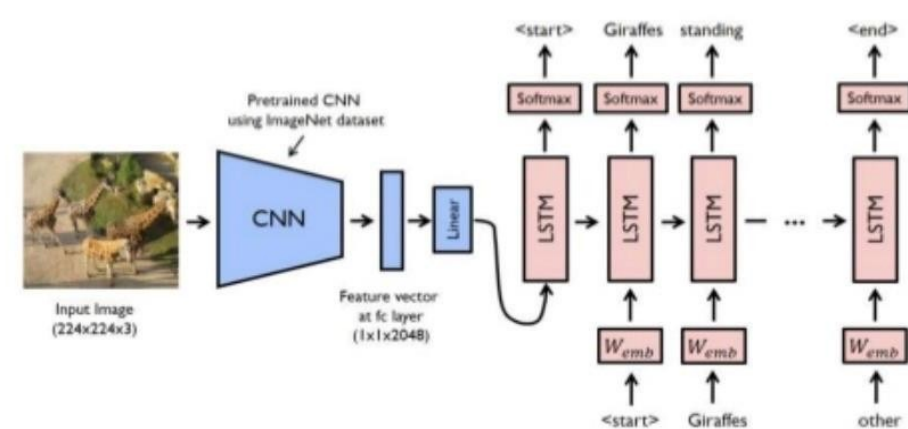 <start> Giraffes standing <end>
Softmax Softmax Softmax Softmax
Pretrained CNN
using ImageNet dataset
CNN
Linear
LSTM LSTM LSTM ... LSTM
Input Image
(224x224x3)
Feature vector
at fc layer
(1x1x2048)
W_emb W_emb W_emb
<start> Giraffes other